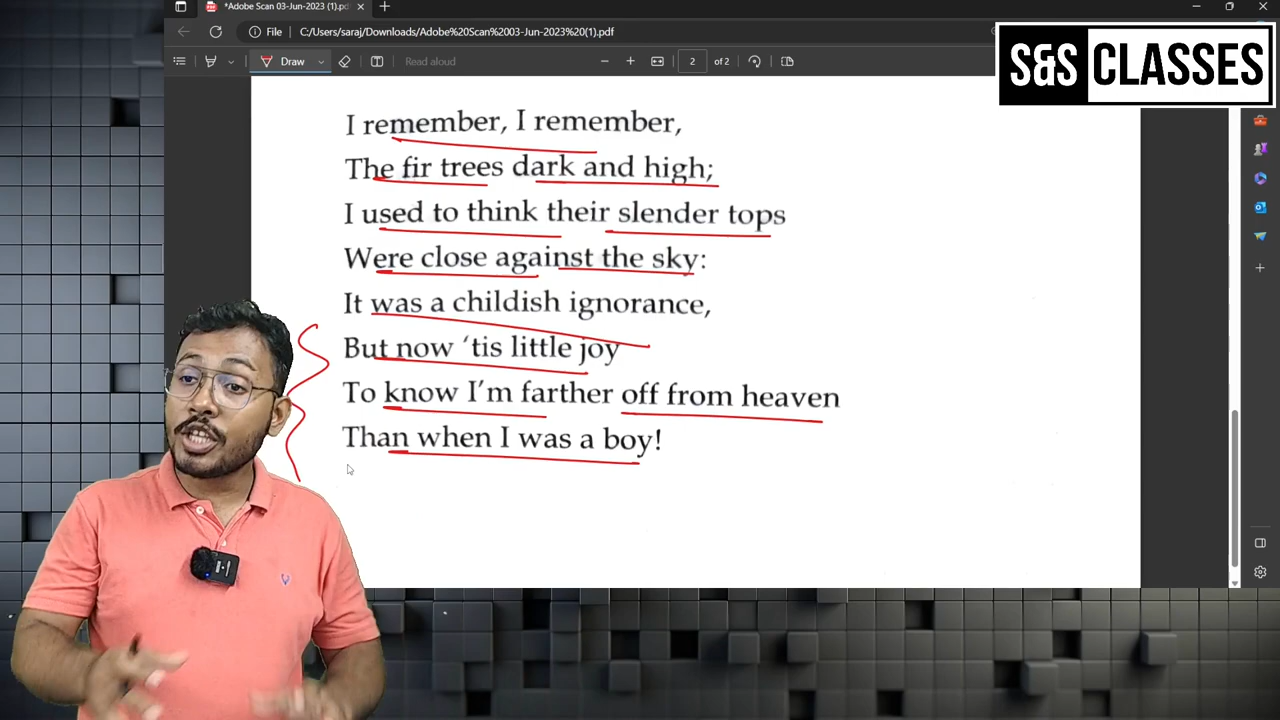 *Adobe Scan 03-Jun-2023 (1).pd
File
C:/Users/saraj/Downloads/Adobe%20Scan%2003-Jun-2023%20(1).pdf
Draw
Read aloud
2
of 2
S&S CLASSES
I remember, I remember,
The fir trees dark and high;
I used to think their slender tops
Were close against the sky:
It was a childish ignorance,
But now ‘tis little joy
To know I’m farther off from heaven
Than when I was a boy!